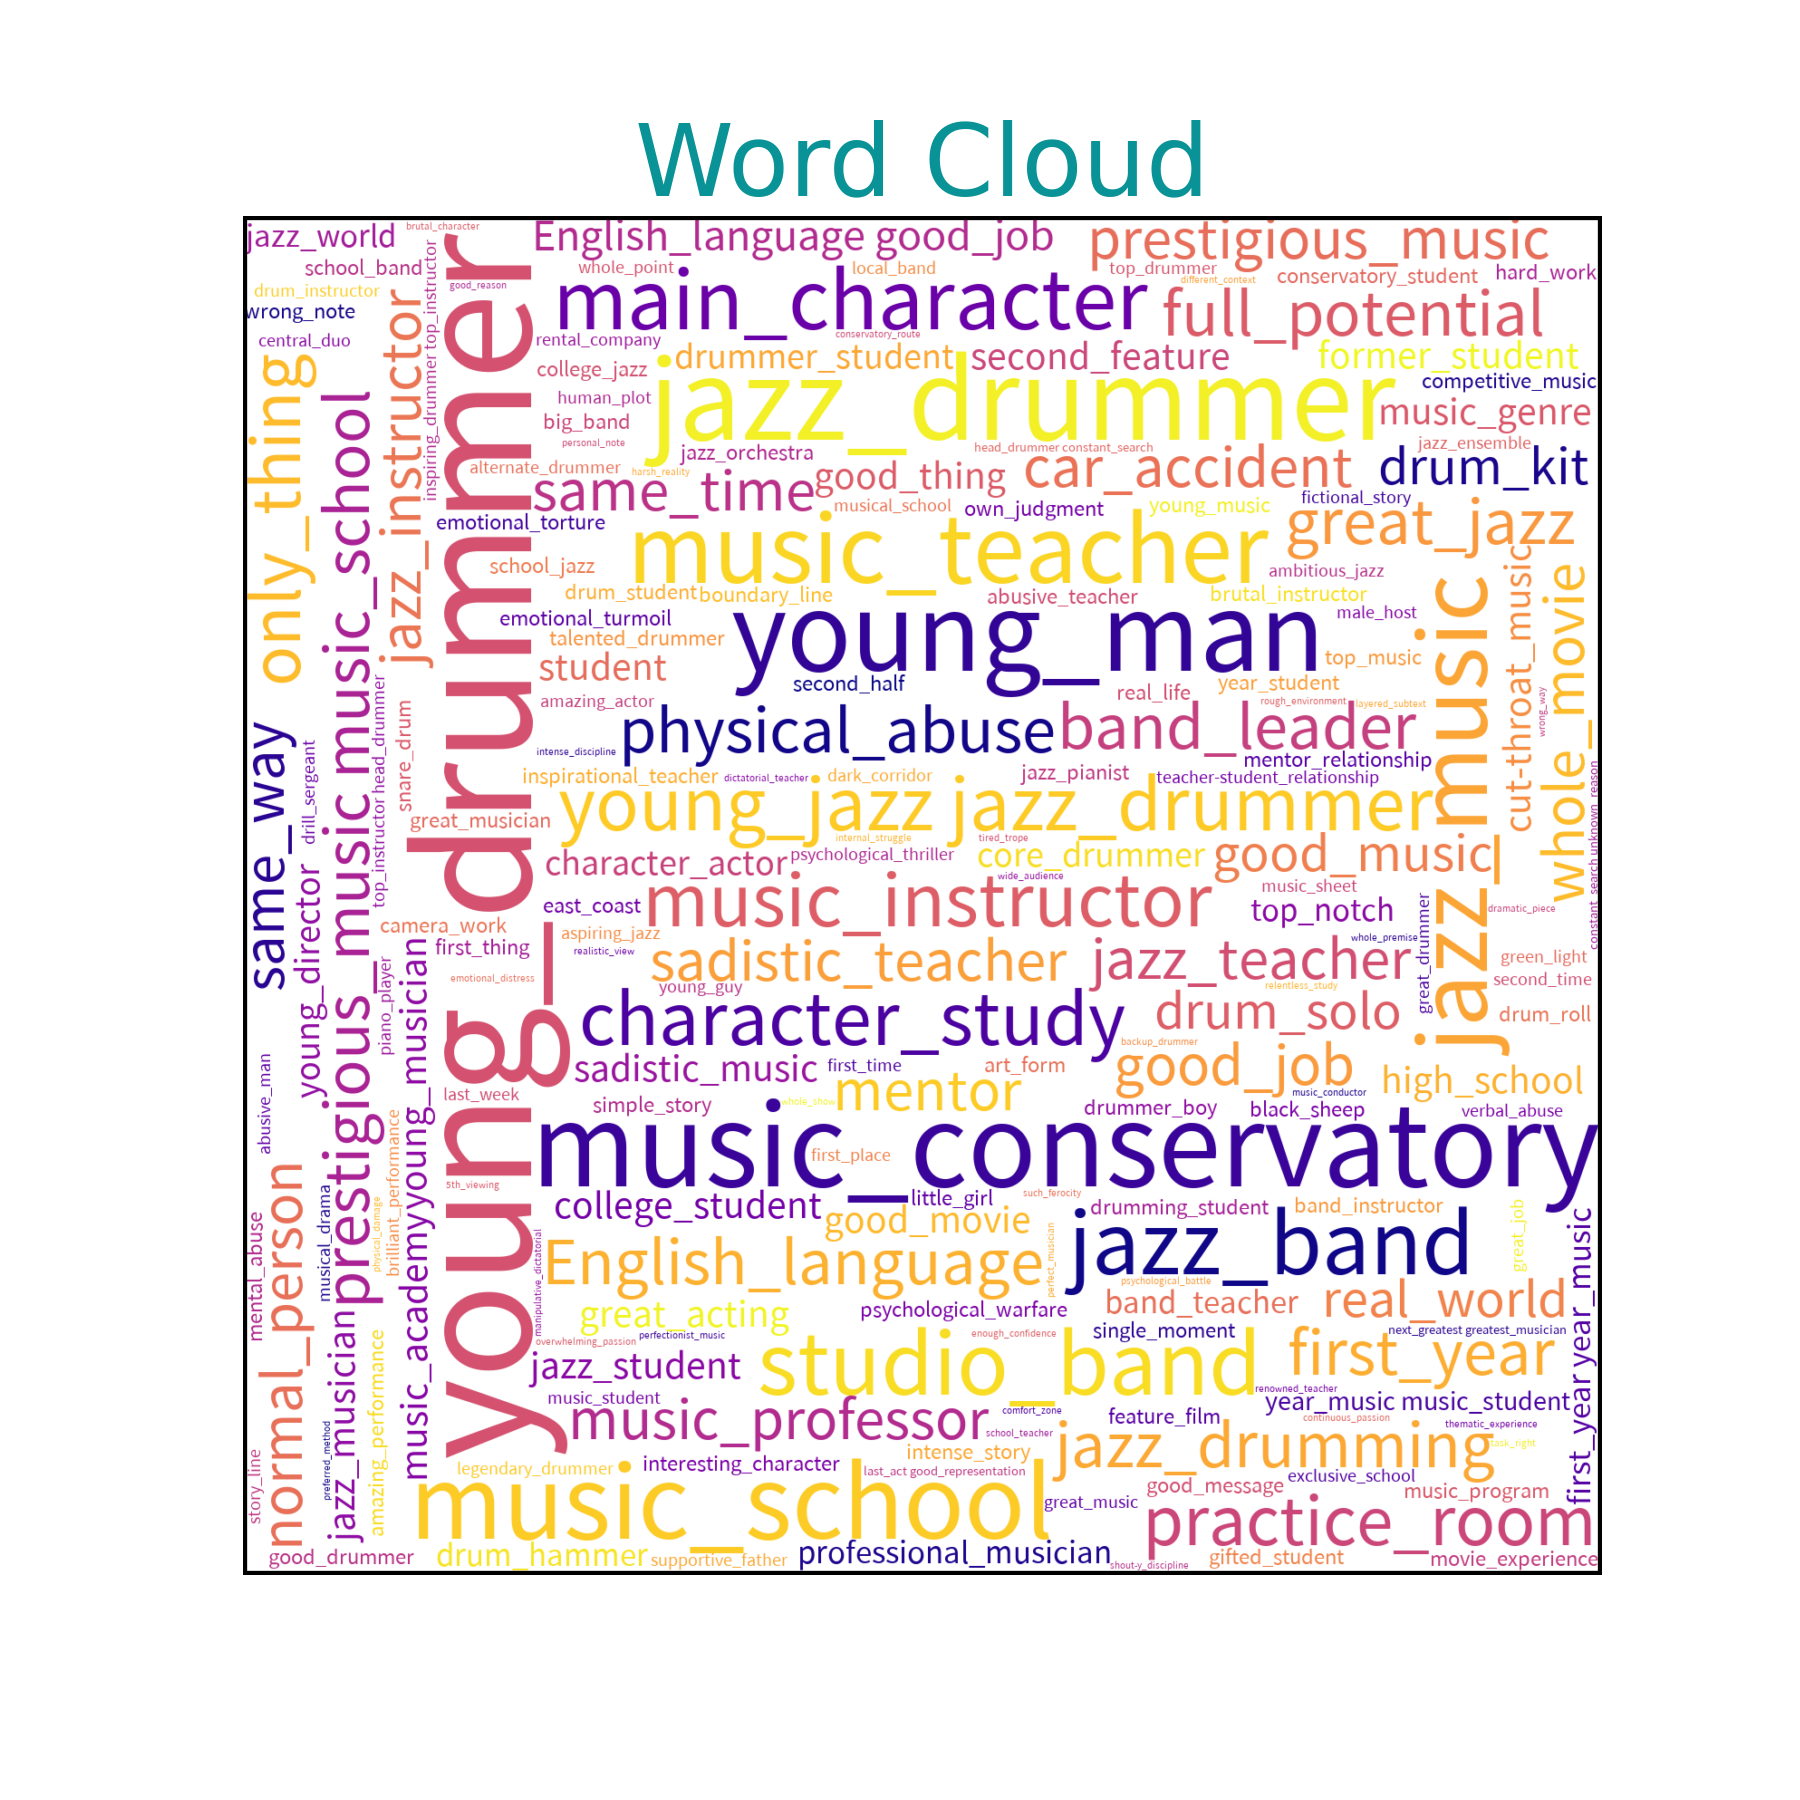 Word Cloud
jazz_world
brutal_character
English_language good_job
prestigious_music
school_band
whole_point
local_band
top_drummer
conservatory_student
hard_work
drum_instructor
good_reason
main_character
different_context
full_potential
wrong_note
central_duo
rental_company
conservatory_route
drummer_student
second_feature
former_student
college_jazz
jazz_drummer
competitive_music
human_plot
big_band
music_genre
personal_note
jazz_orchestra
head_drummer constant_search
jazz_ensemble
alternate_drummer
harsh_reality
good_thing
car_accident
drum_kit
same_time
musical_school
own_judgment
young_music
fictional_story
emotional_torture
music_teacher
great_jazz
school_jazz
ambitious_jazz
drum_student
boundary_line
abusive_teacher
brutal_instructor
emotional_turmoil
young_man
male_host
talented_drummer
student
top_music
second_half
real_life
year_student
amazing_actor
rough_environment
layered_subtext
physical_abuse
band_leader
intense_discipline
mentor_relationship
inspirational_teacher
dictatorial_teacher
dark_corridor
jazz_pianist
teacher-student_relationship
great_musician
young_jazz
jazz_drummer
internal_struggle
tired_trope
character_actor
psychological_thriller
core_drummer
good_music
wide_audience
music_sheet
east_coast
music_instructor
top_notch
dramatic_piece
camera_work
aspiring_jazz
whole_premise
first_thing
realistic_view
sadistic_teacher
jazz_teacher
green_light
emotional_distress
young_guy
relentless_study
second_time
character_study
drum_solo
drum_roll
backup_drummer
sadistic_music
first_time
art_form
good_job
last_week
mentor
music_conductor
high_school
simple_story
whole_show
drummer_boy
black_sheep
verbal_abuse
music_conservatory
first_place
5th_viewing
college_student
little_girl
such_ferocity
drumming_student
band_instructor
good_movie
jazz_band
English_language
psychological_battle
great_acting
psychological_warfare
band_teacher
real_world
overwhelming_passion
perfectionist_music
enough_confidence
single_moment
next_greatest greatest_musician
jazz_student
studio_band
first_year
music_student
renowned_teacher
year_music music_student
music_professor
comfort_zone
feature_film
continuous_passion
thematic_experience
school_teacher
intense_story
jazz_drumming
task_right
legendary_drummer
interesting_character
last_act good_representation
exclusive_school
music_school
great_music
good_message
music_program
practice_room
good_drummer
drum_hammer
supportive_father
professional_musician
shout-y_discipline
gifted_student
movie_experience
only_thing
same_way
abusive_man
mental_abuse
normal_person
story_line
drill_sergeant
young_director
musical_drama
preferred_method
prestigious_music music_school
jazz_musician
top_instructor head_drummer
piano_player
physical_damage
brilliant_performance
amazing_performance
jazz_instructor
snare_drum
young_musician
music_academy
inspiring_drummer top_instructor
young_drummer
manipulative_dictatorial
perfect_musician
great_drummer
jazz_music
cut-throat_music
wrong_way
whole_movie
constant_search unknown_reason
great_job
first_year year_music